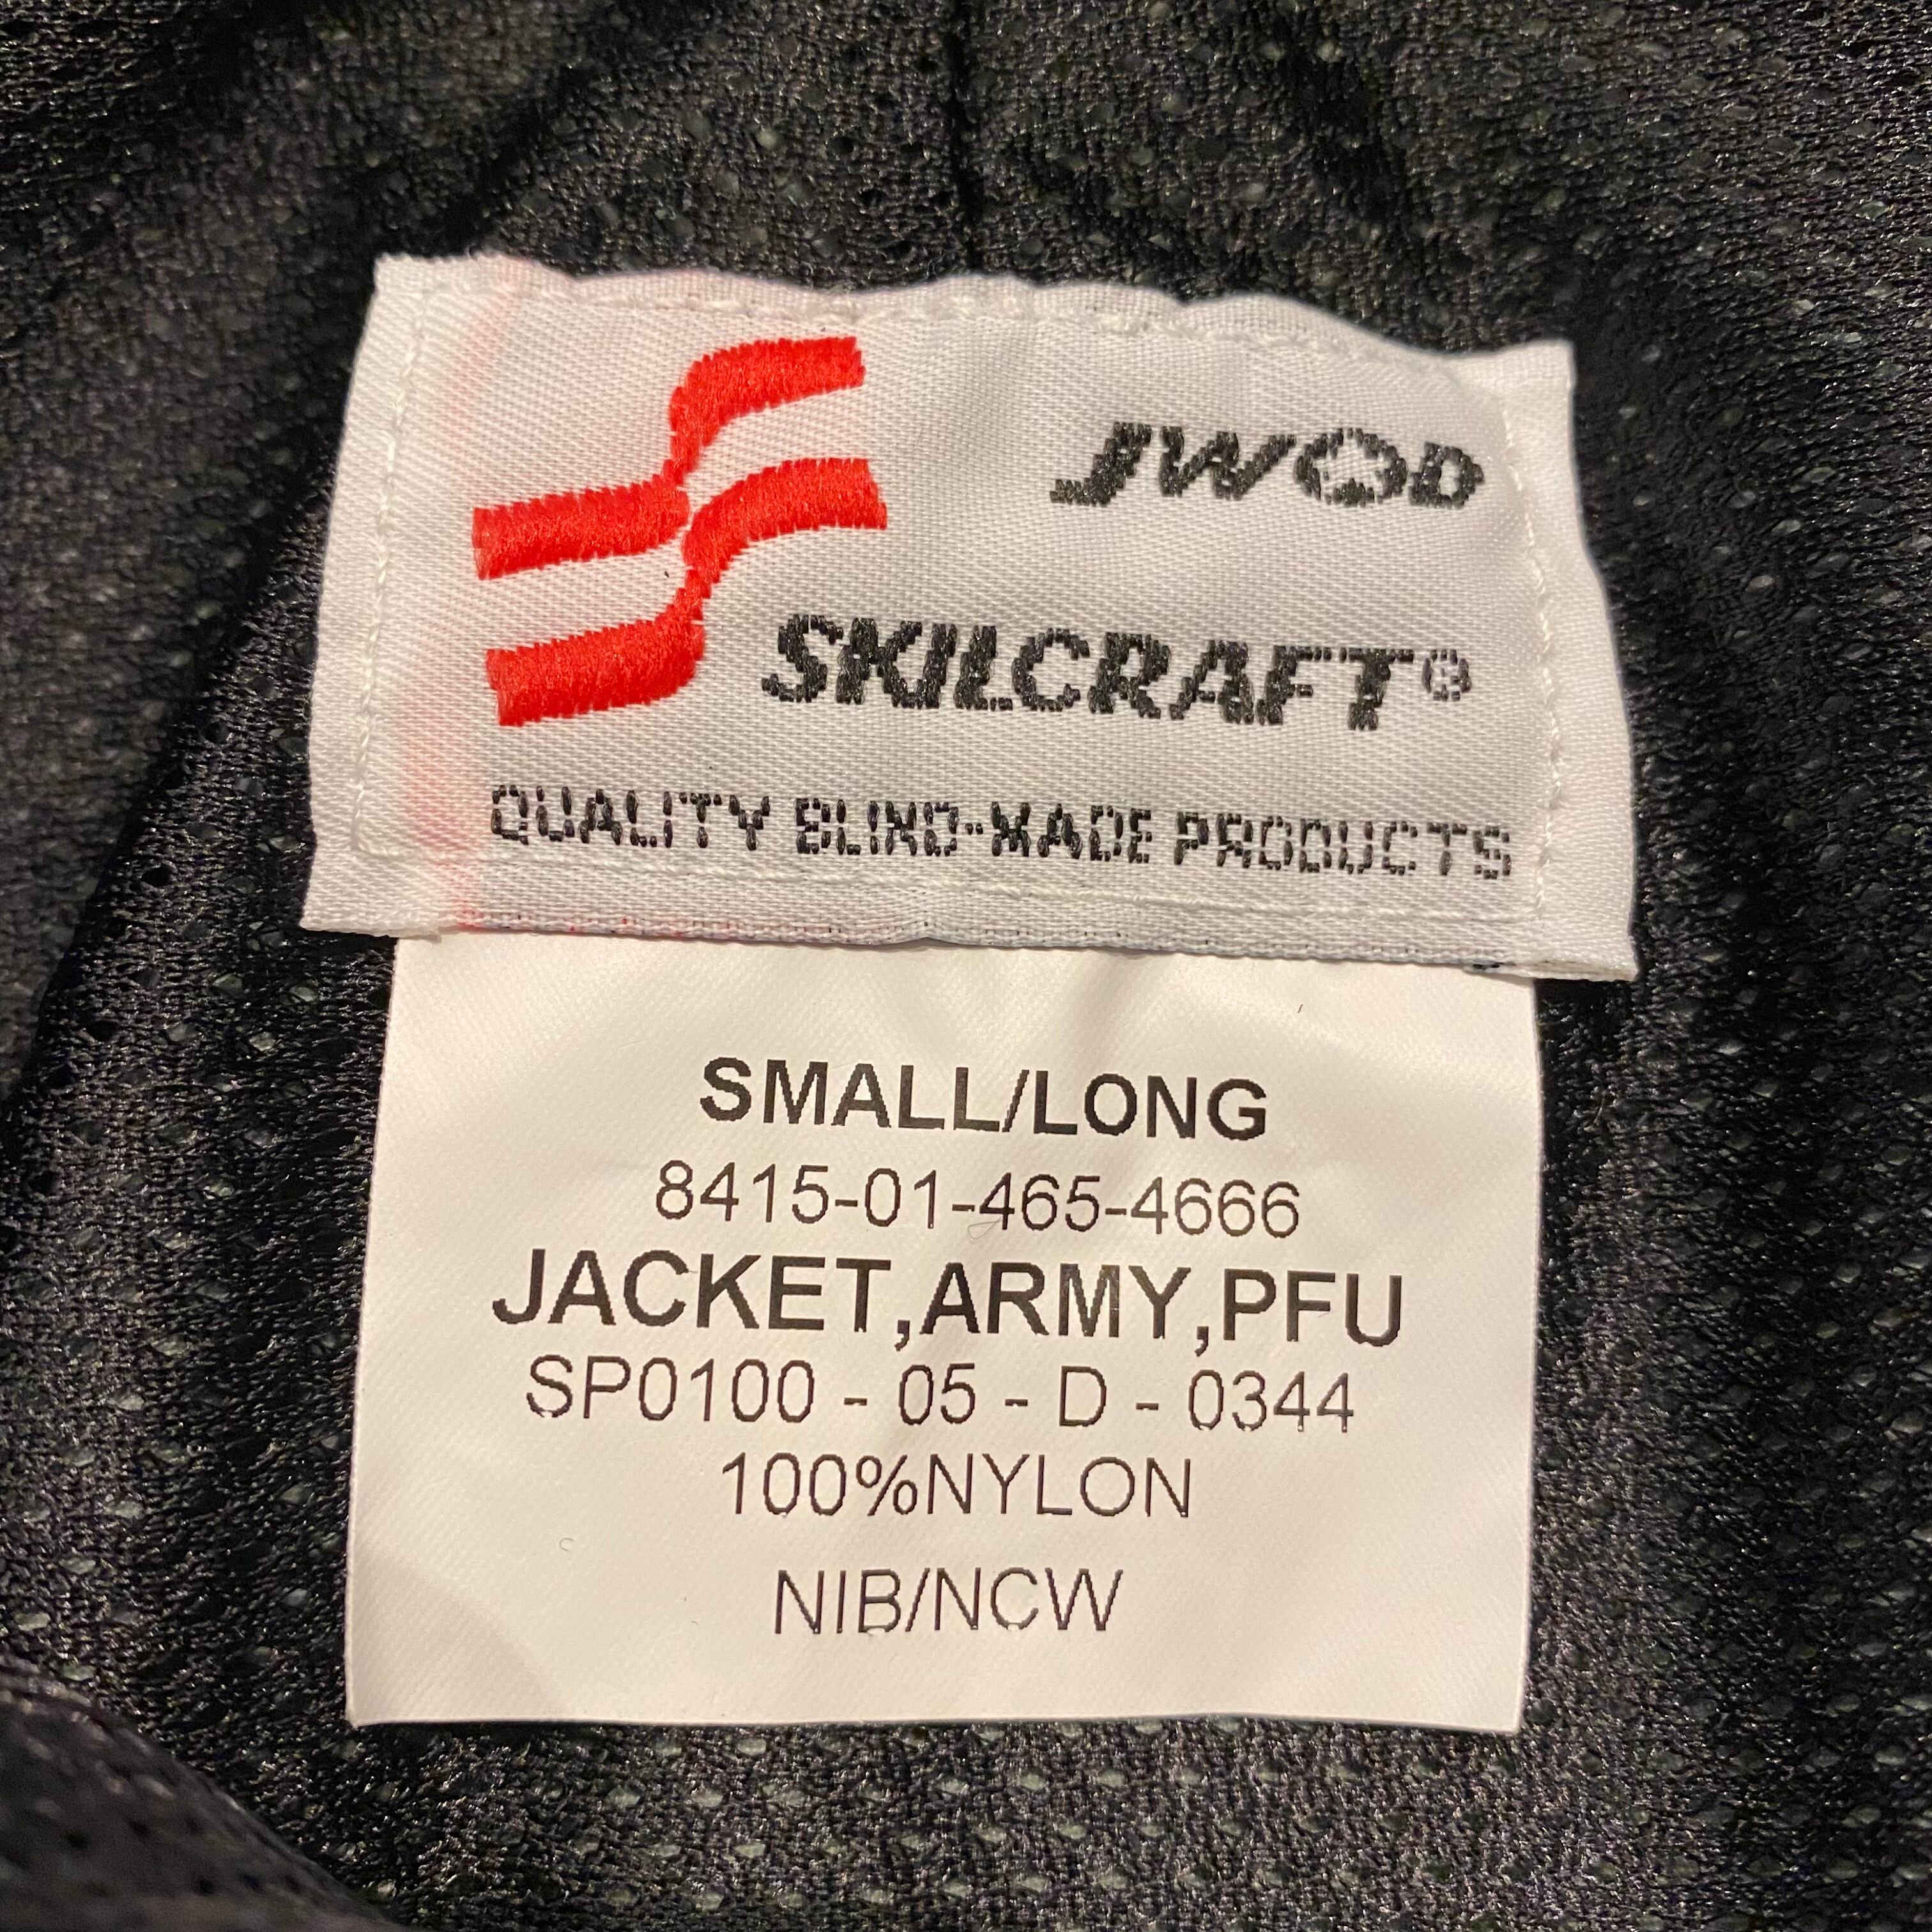 JWOD
SKILCRAFT®
QUALITY BLIND-MADE PRODUCTS
SMALL/LONG
8415-01-465-4666
JACKET,ARMY,PFU
SP0100 - 05 - D - 0344
100%NYLON
NIB/NCW